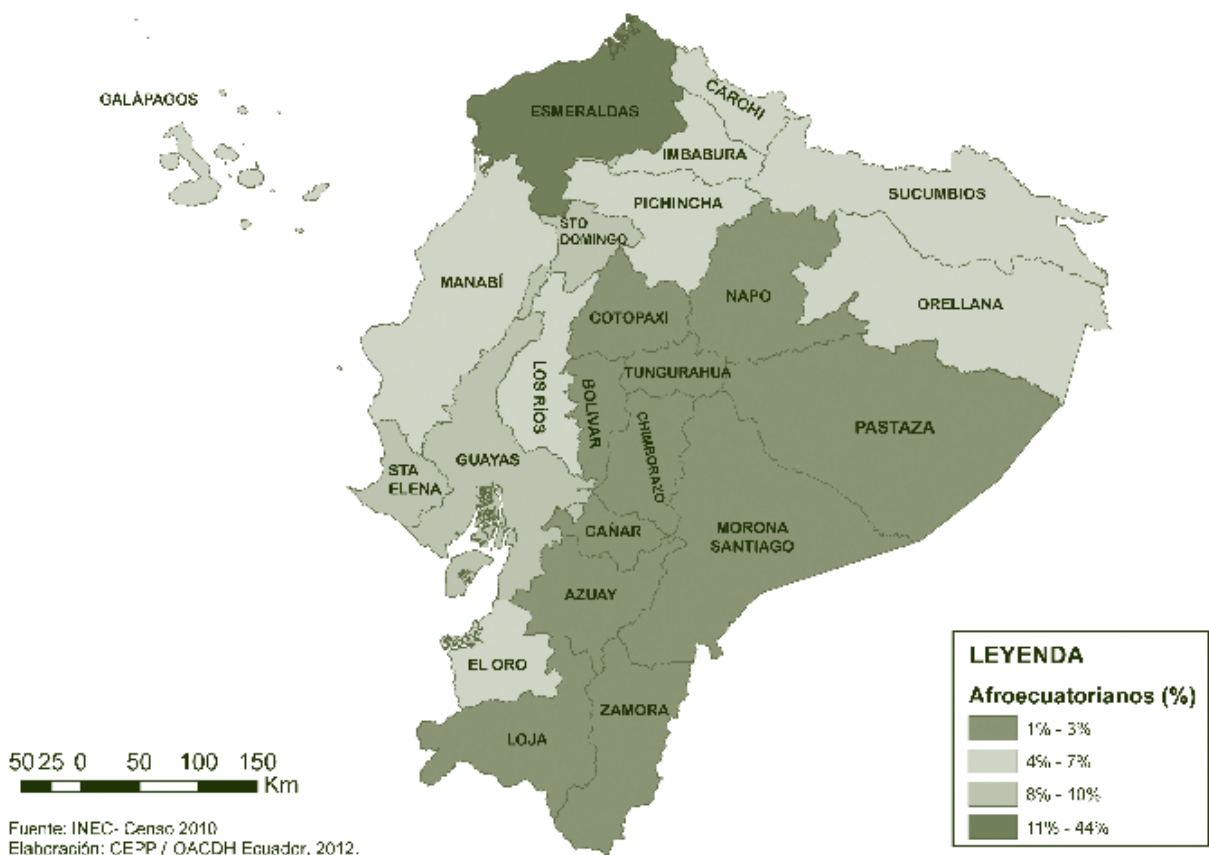 GALÁPAGOS
ESMERALDAS
CARCHI
IMBABURA
SUCUMBIOS
PICHINCHA
STO
DOMINGO
MANABÍ
NAPO
ORELLANA
COTOPAXI
TUNGURAHUA
LOS RÍOS
BOLIVAR
PASTAZA
CHIMBORAZO
GUAYAS
STA
ELENA
CAÑAR
MORONA
SANTIAGO
AZUAY
EL ORO
ZAMORA
LOJA
LEYENDA
Afroecuatorianos (%)
1% - 3%
4% - 7%
8% - 10%
11% - 44%
50 25 0 50 100 150
Km
Fuente: INEC- Censo 2010
Elaboración: CEPP / OACDH Ecuador, 2012.